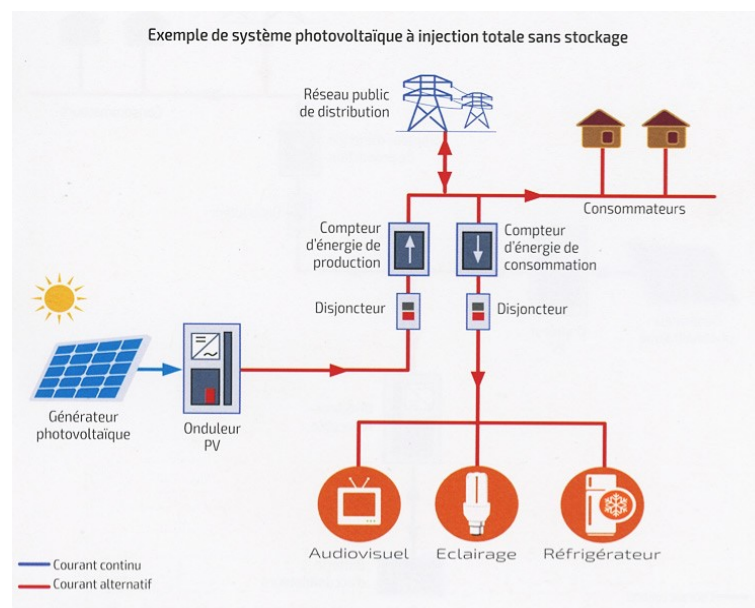 Exemple de système photovoltaïque à injection totale sans stockage
Réseau public
de distribution
Consommateurs
Compteur
d'énergie de
production
Compteur
d'énergie de
consommation
Disjoncteur
Disjoncteur
Générateur
photovoltaïque
Onduleur
PV
Audiovisuel
Eclairage
Réfrigérateur
Courant continu
Courant alternatif